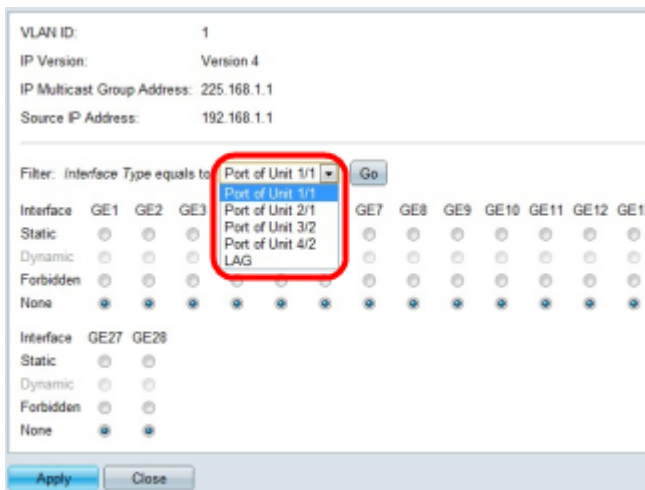 VLAN ID: 1
IP Version: Version 4
IP Multicast Group Address: 225.168.1.1
Source IP Address: 192.168.1.1
Filter: Interface Type equals to Port of Unit 1/1 Go
Port of Unit 1/1
Port of Unit 2/1
Port of Unit 3/2
Port of Unit 4/2
LAG
Interface GE1 GE2 GE3 GE7 GE8 GE9 GE10 GE11 GE12
Static
Dynamic
Forbidden
None
Interface GE27 GE28
Static
Dynamic
Forbidden
None
Apply Close